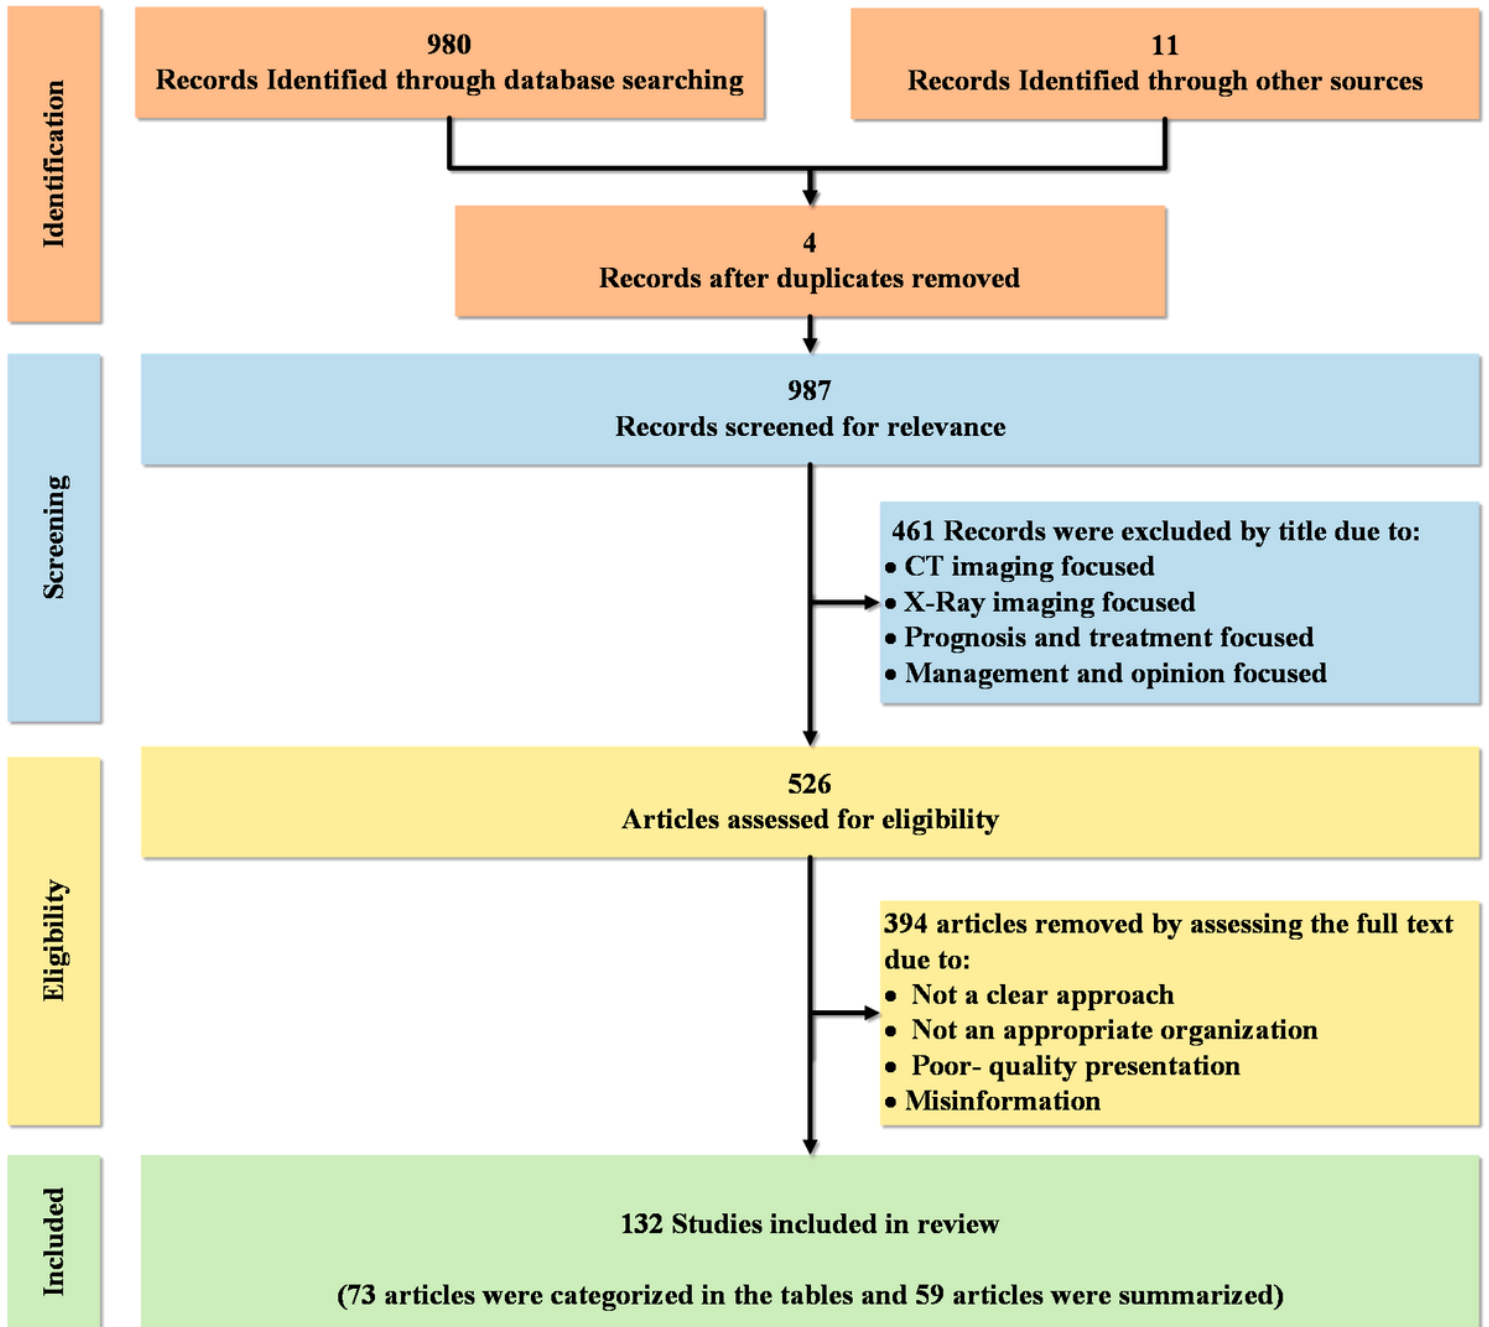 Identification
980
Records Identified through database searching
11
Records Identified through other sources
4
Records after duplicates removed
Screening
987
Records screened for relevance
461 Records were excluded by title due to:
• CT imaging focused
• X-Ray imaging focused
• Prognosis and treatment focused
• Management and opinion focused
Eligibility
526
Articles assessed for eligibility
394 articles removed by assessing the full text
due to:
• Not a clear approach
• Not an appropriate organization
• Poor- quality presentation
• Misinformation
Included
132 Studies included in review
(73 articles were categorized in the tables and 59 articles were summarized)